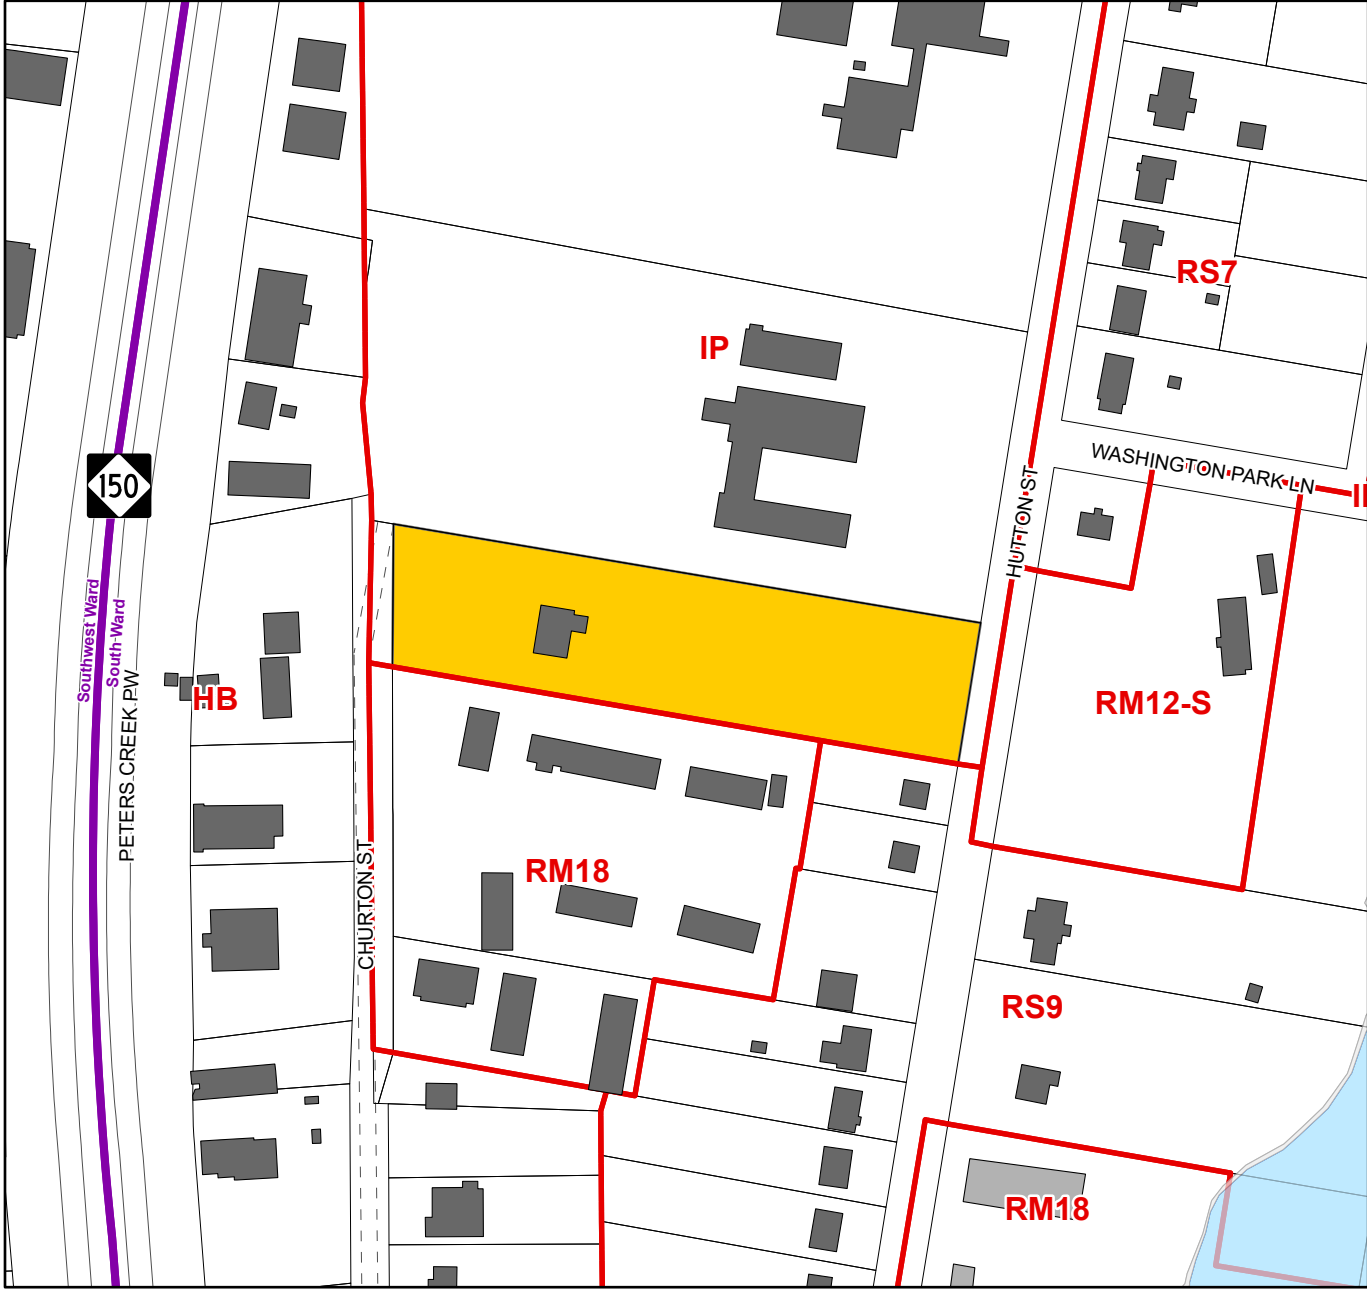 RS7
IP
WASHINGTON PARK LN
150
HUTTON ST
Southwest Ward
South Ward
PETERS CREEK PW
HB
RM12-S
CHURTON ST
RM18
RS9
RM18